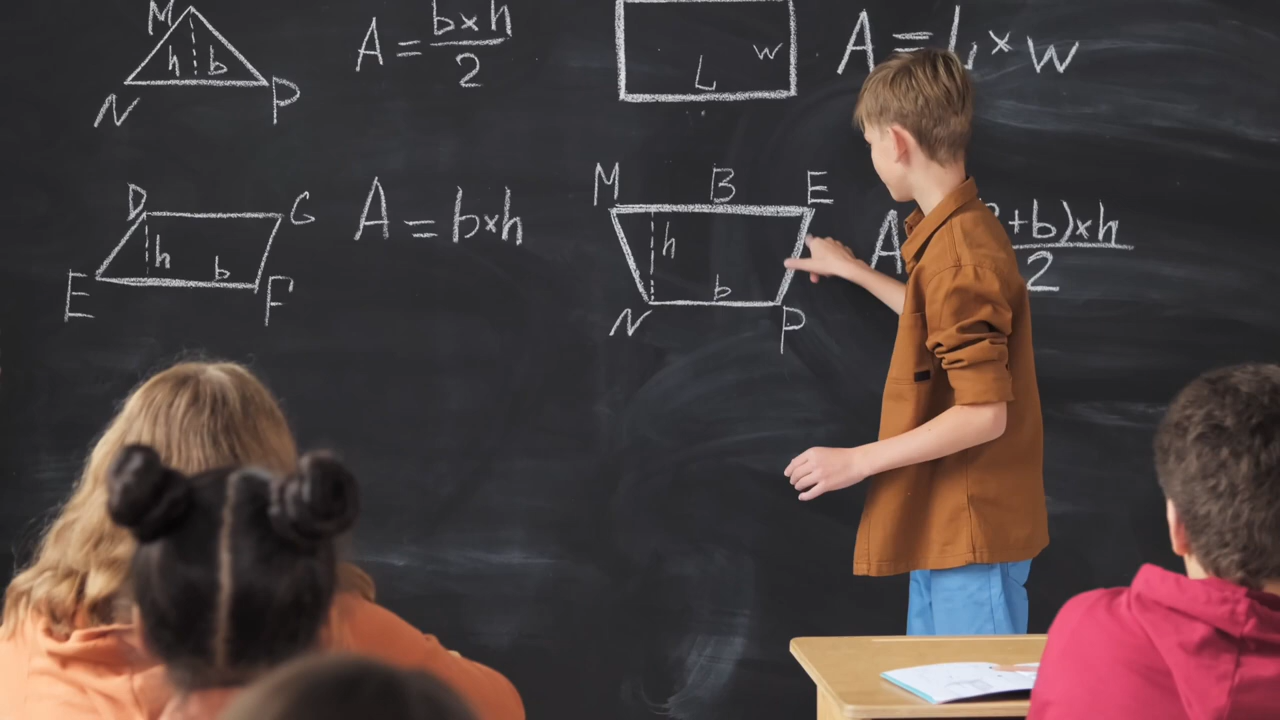 M
h b
N P
A = b×h
2
L w
A = L × w
D G
h b
E F
A = b×h
M B E
h
b
N P
A +b)×h
2